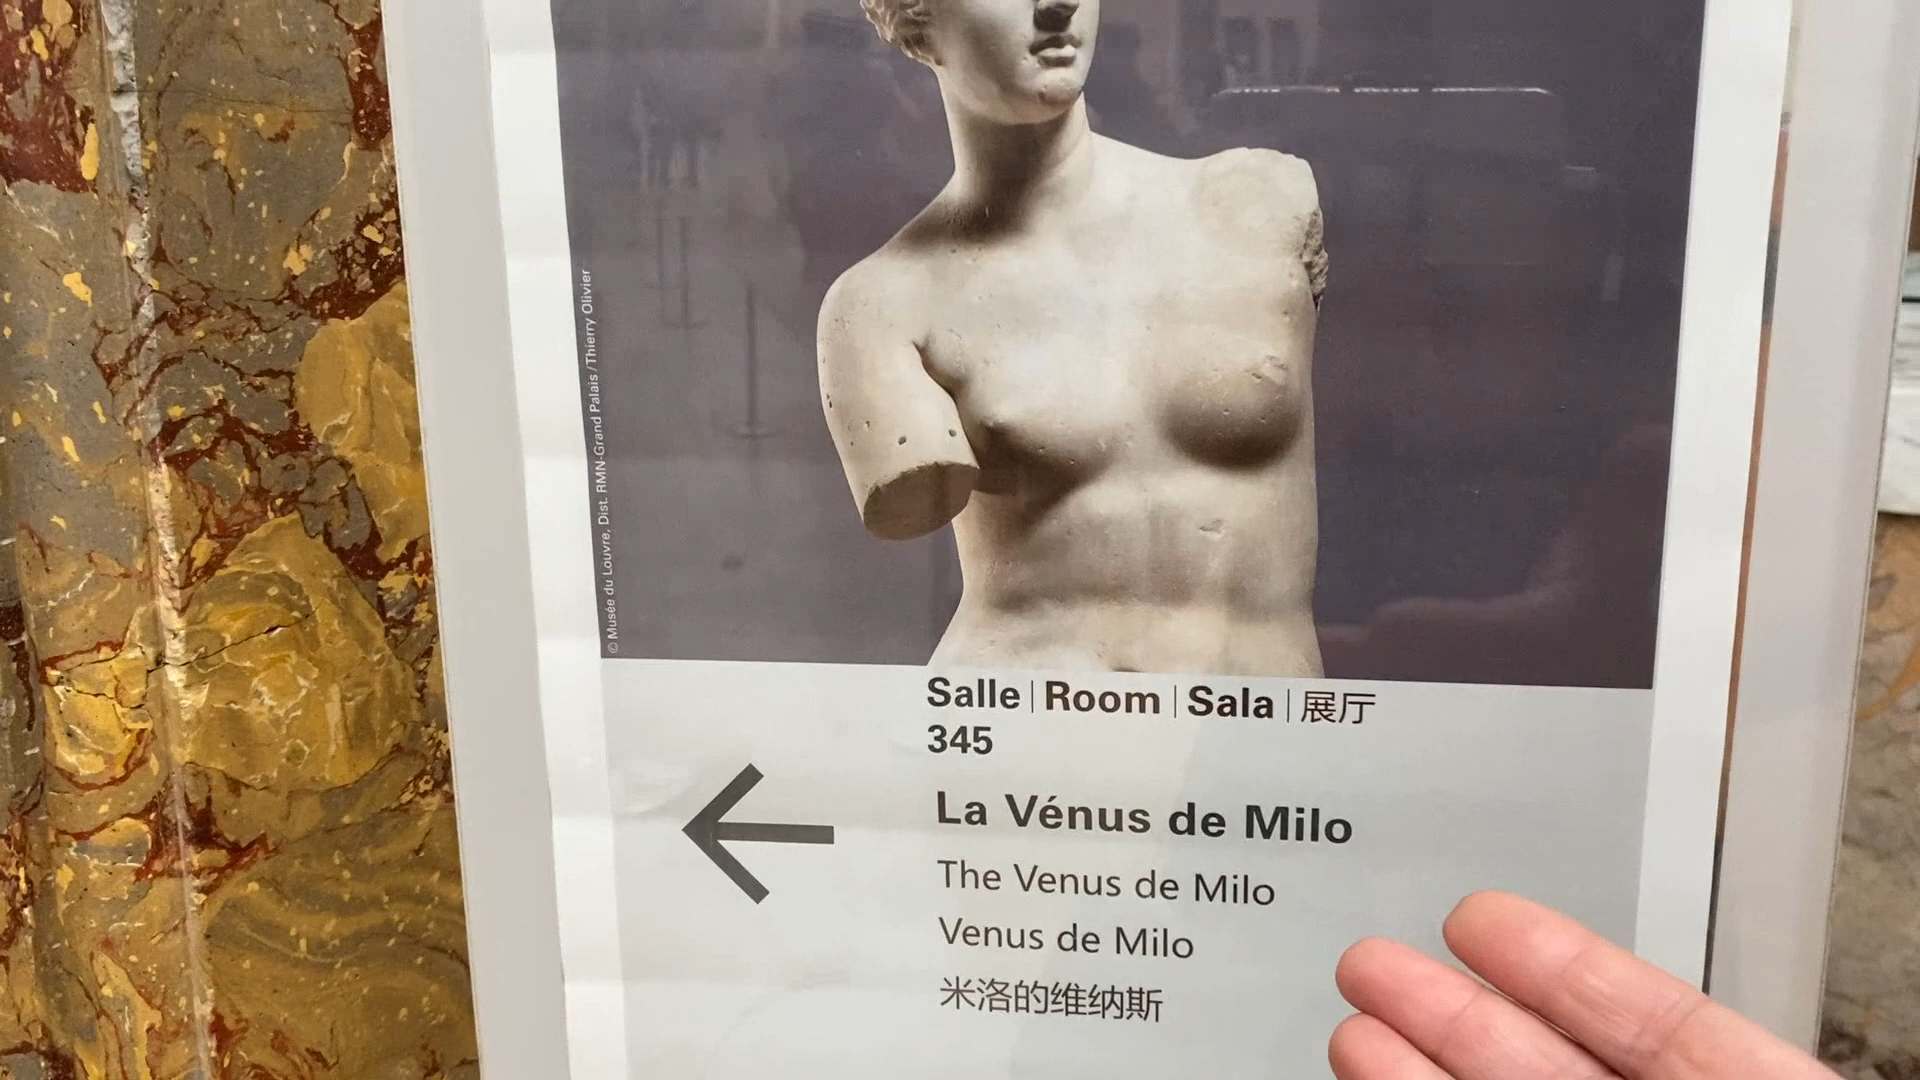 © Musée du Louvre, Dist. RMN-Grand Palais / Thierry Olivier
Salle | Room | Sala | 展厅
345
La Vénus de Milo
The Venus de Milo
Venus de Milo
米洛的维纳斯